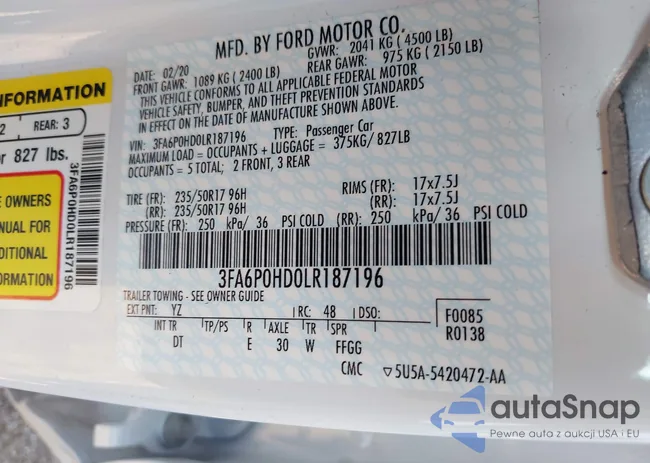 MFD. BY FORD MOTOR CO.
DATE: 02/20 GVWR: 2041 KG ( 4500 LB)
FRONT GAWR: 1089 KG ( 2400 LB) REAR GAWR: 975 KG ( 2150 LB)
THIS VEHICLE CONFORMS TO ALL APPLICABLE FEDERAL MOTOR
VEHICLE SAFETY, BUMPER, AND THEFT PREVENTION STANDARDS
IN EFFECT ON THE DATE OF MANUFACTURE SHOWN ABOVE.
VIN: 3FA6P0HD0LR187196 TYPE: Passenger Car
MAXIMUM LOAD = OCCUPANTS + LUGGAGE = 375KG/ 827LB
OCCUPANTS = 5 TOTAL; 2 FRONT, 3 REAR
TIRE (FR): 235/50R17 96H RIMS (FR): 17x7.5J
(RR): 235/50R17 96H (RR): 17x7.5J
PRESSURE (FR): 250 kPa/ 36 PSI COLD (RR): 250 kPa/ 36 PSI COLD
3FA6P0HD0LR187196
TRAILER TOWING - SEE OWNER GUIDE
EXT PNT: YZ RC: 48 DSO: F0085
R0138
INT TR TP/PS R AXLE TR SPR
DT E 30 W FFGG
CMC ▽5U5A-5420472-AA
INFORMATION
2 REAR: 3
or 827 lbs.
E OWNERS
NUAL FOR
DITIONAL
ORMATION
3FA6P0HD0LR187196
autaSnap
Pewne auta z aukcji USA i EU